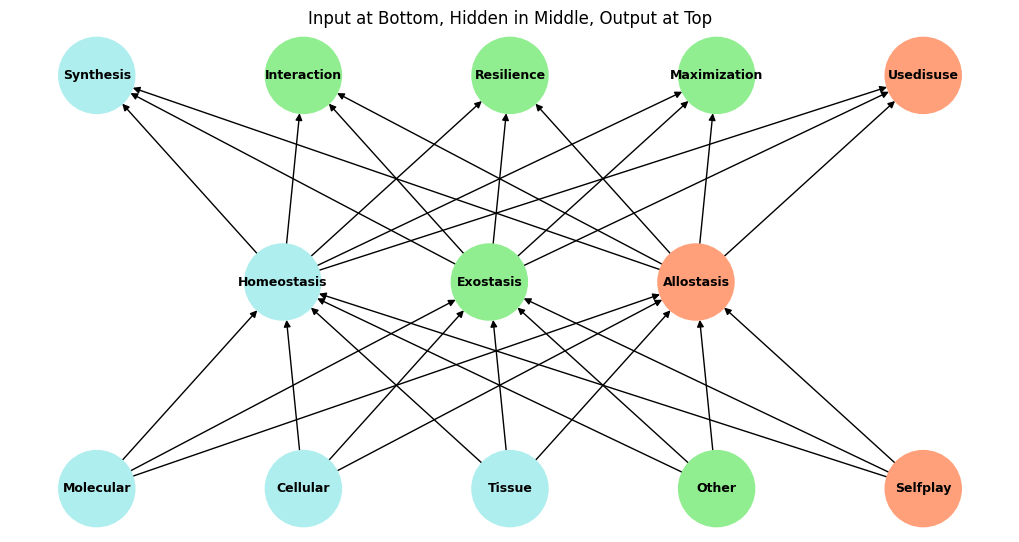 Input at Bottom, Hidden in Middle, Output at Top
Synthesis
Interaction
Resilience
Maximization
Usedisuse
Homeostasis
Exostasis
Allostasis
Molecular
Cellular
Tissue
Other
Selfplay